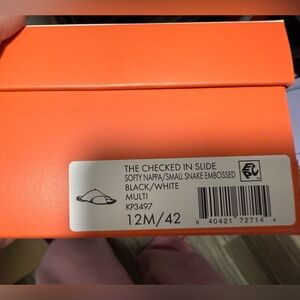 THE CHECKED IN SLIDE
SOFTY NAPPA/SMALL SNAKE EMBOSSED
BLACK/WHITE
MULTI
KP3497
12M/42
8 40421 72714 4